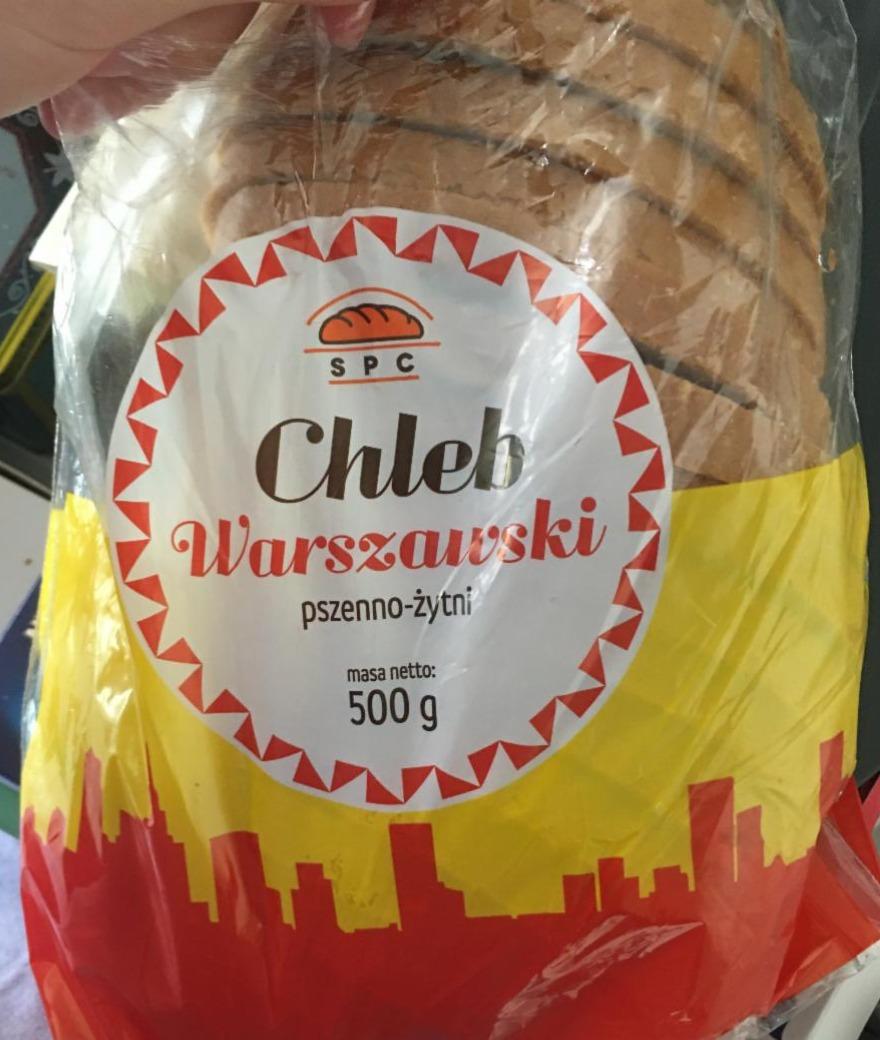 SPC
Chleb
Warszawski
pszenno-żytni
masa netto:
500 g